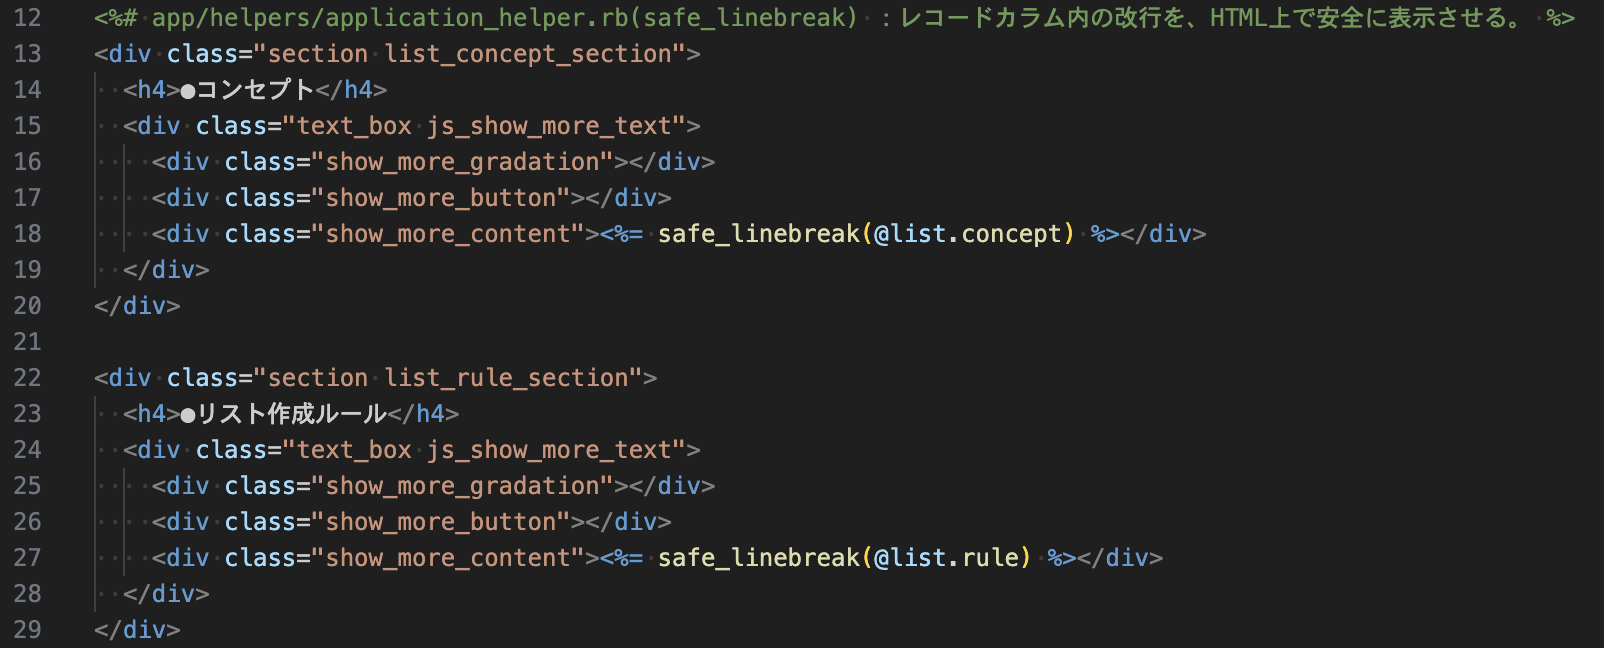 12 <%# app/helpers/application_helper.rb(safe_linebreak) ：レコードカラム内の改行を、HTML上で安全に表示させる。 %>
13 <div class="section list_concept_section">
14   <h4>●コンセプト</h4>
15   <div class="text_box js_show_more_text">
16     <div class="show_more_gradation"></div>
17     <div class="show_more_button"></div>
18     <div class="show_more_content"><%= safe_linebreak(@list.concept) %></div>
19   </div>
20 </div>
21
22 <div class="section list_rule_section">
23   <h4>●リスト作成ルール</h4>
24   <div class="text_box js_show_more_text">
25     <div class="show_more_gradation"></div>
26     <div class="show_more_button"></div>
27     <div class="show_more_content"><%= safe_linebreak(@list.rule) %></div>
28   </div>
29 </div>